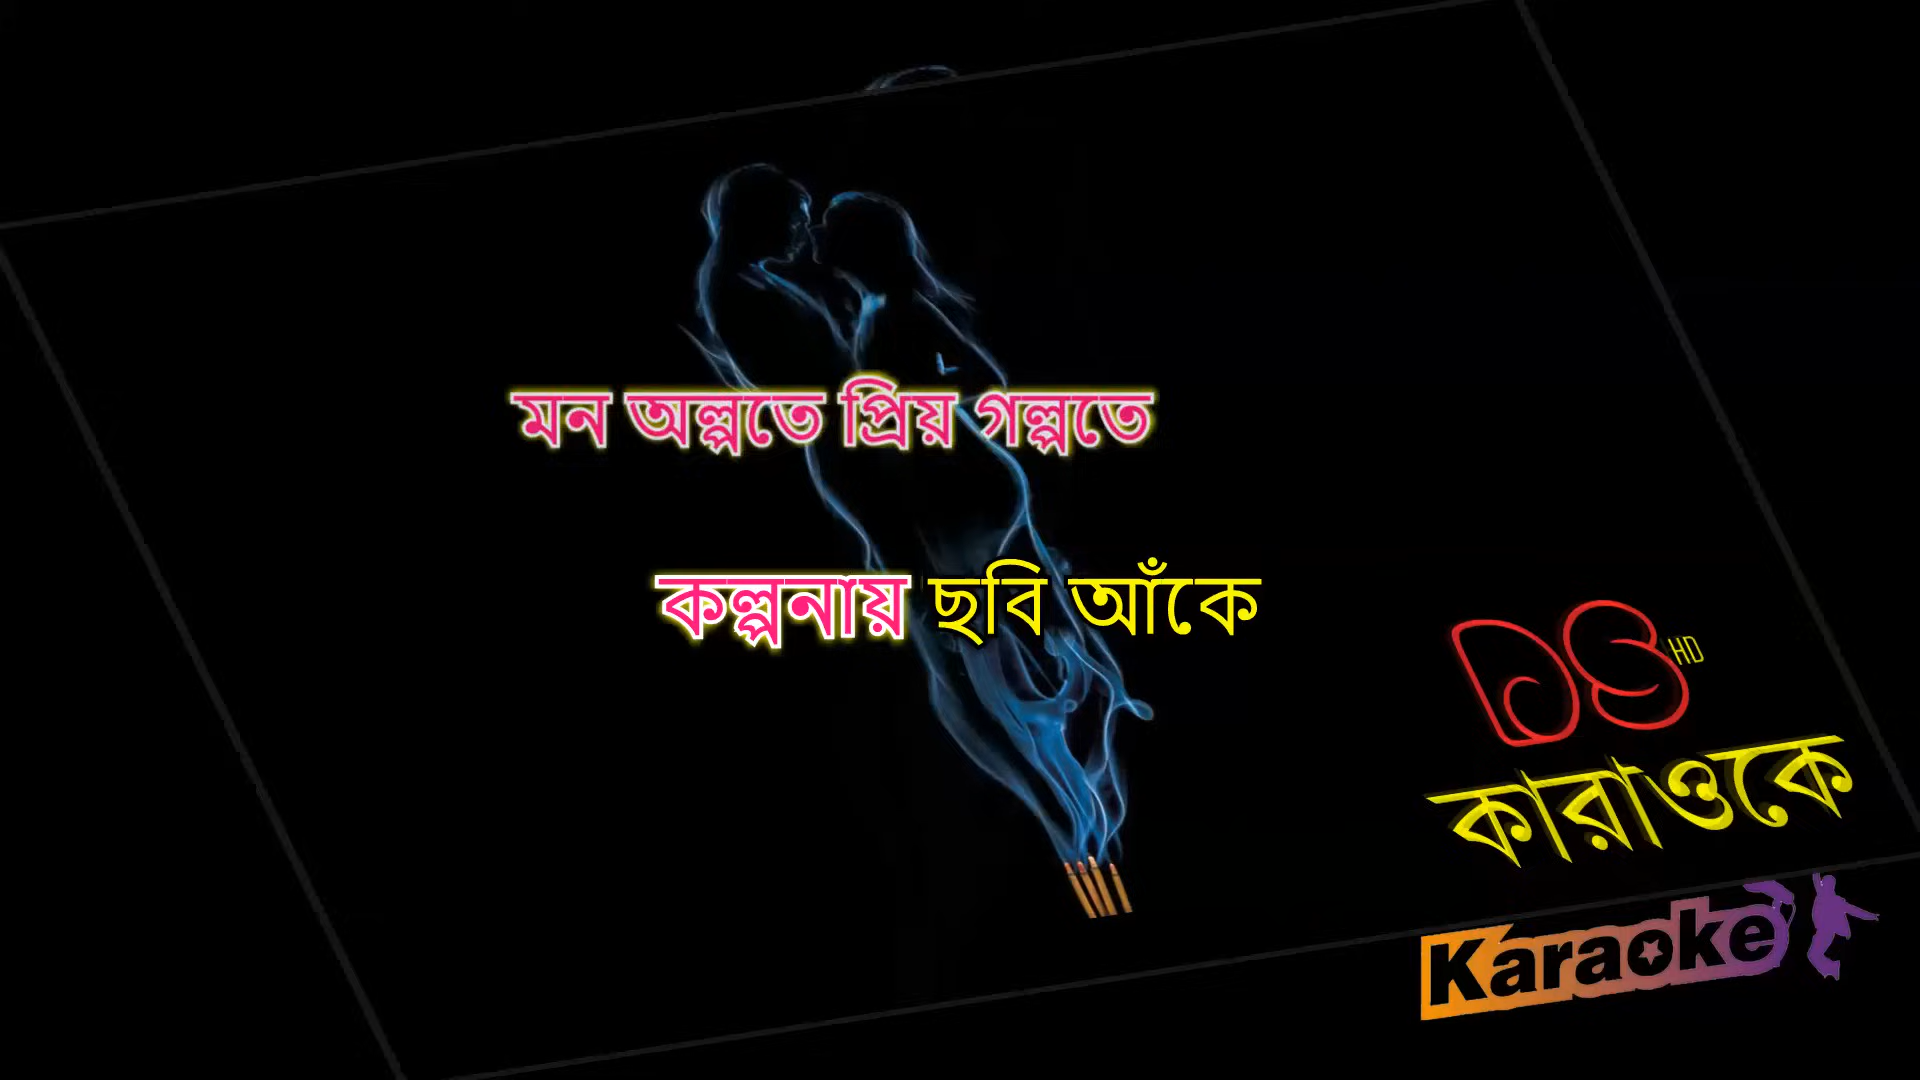 মন অল্পতে প্রিয় গল্পতে
কল্পনায় ছবি আঁকে
DS HD
কারাওকে
Karaoke